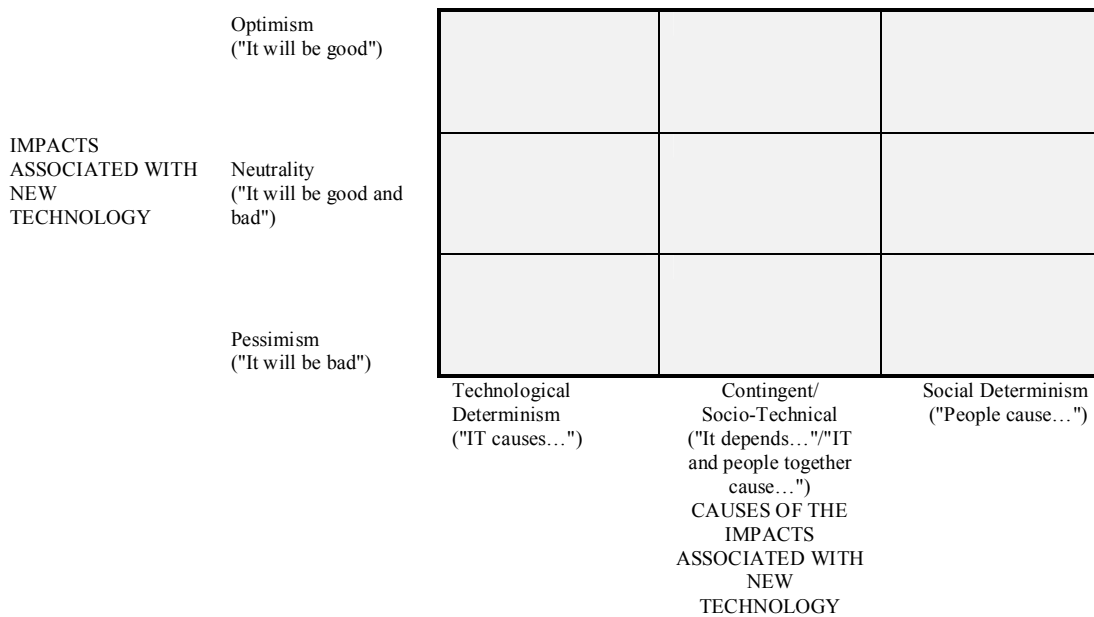 Optimism
("It will be good")
IMPACTS
ASSOCIATED WITH
NEW
TECHNOLOGY
Neutrality
("It will be good and
bad")
Pessimism
("It will be bad")
Technological
Determinism
("IT causes…")
Contingent/
Socio-Technical
("It depends…"/"IT
and people together
cause…")
CAUSES OF THE
IMPACTS
ASSOCIATED WITH
NEW
TECHNOLOGY
Social Determinism
("People cause…")